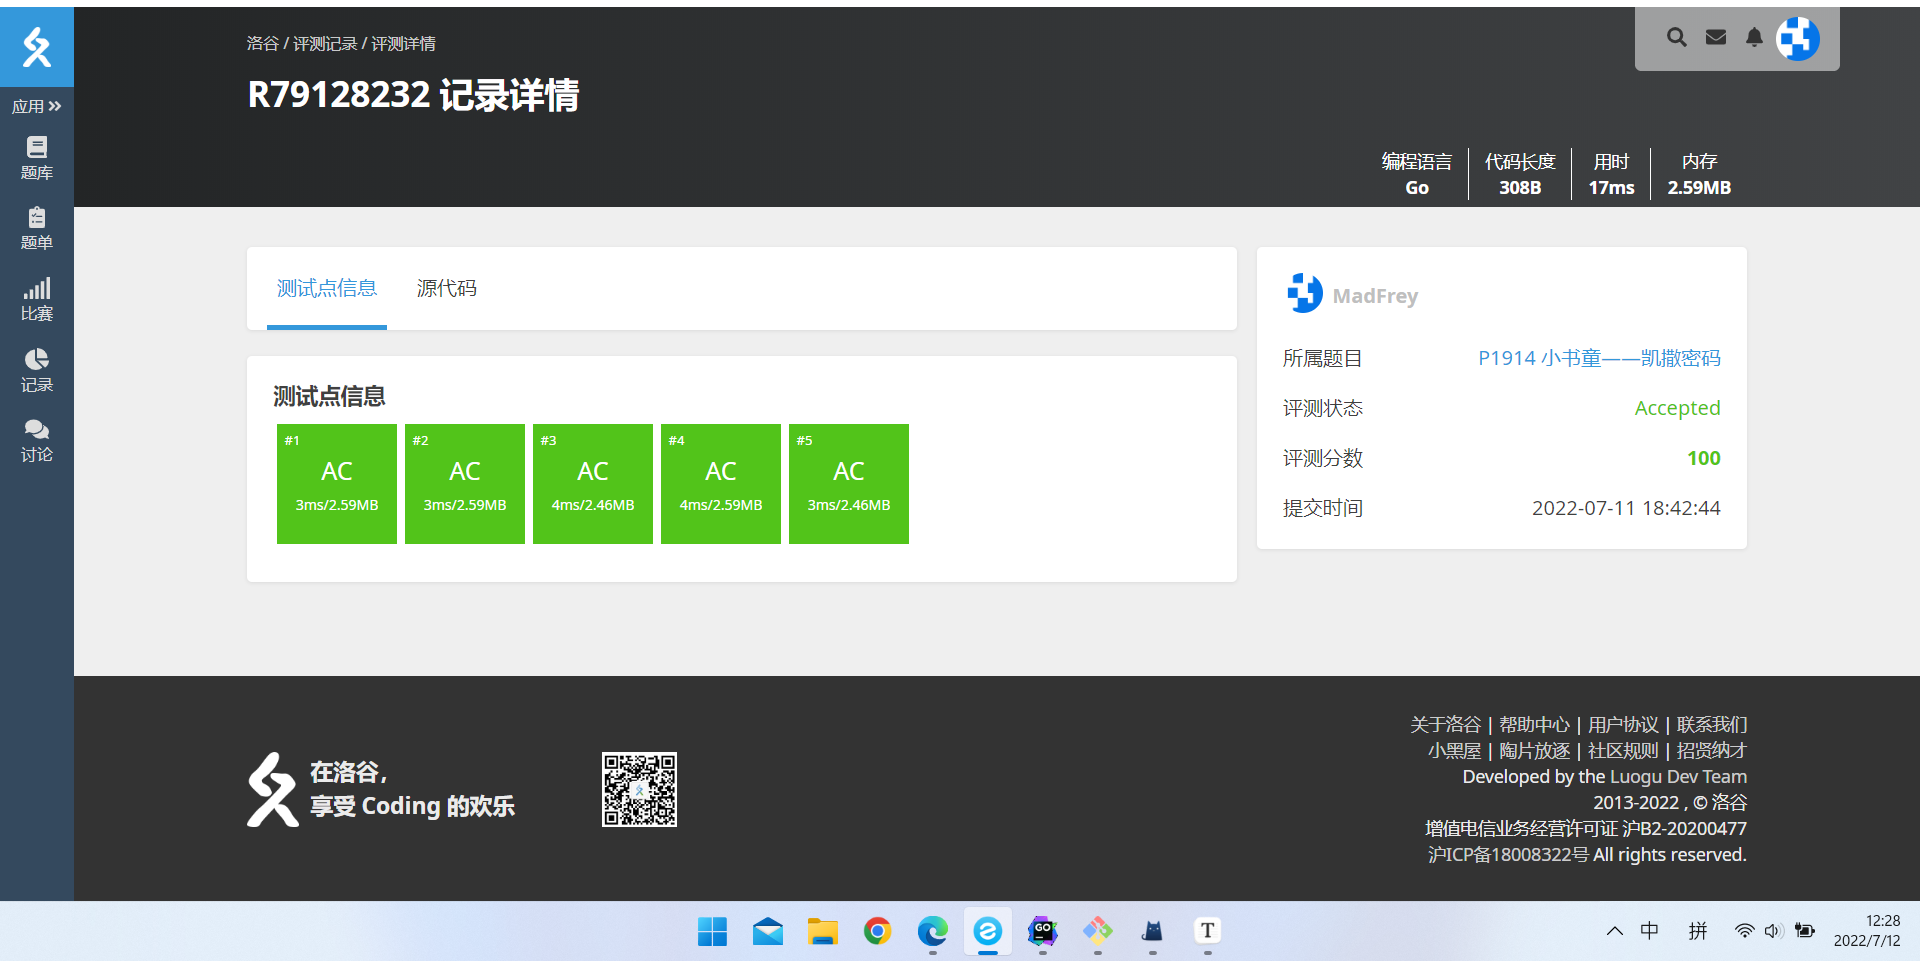 洛谷 / 评测记录 / 评测详情
R79128232 记录详情
应用
题库
题单
比赛
记录
讨论
编程语言 代码长度 用时 内存
Go 308B 17ms 2.59MB
测试点信息 源代码
测试点信息
#1 #2 #3 #4 #5
AC AC AC AC AC
3ms/2.59MB 3ms/2.59MB 4ms/2.46MB 4ms/2.59MB 3ms/2.46MB
MadFrey
所属题目 P1914 小书童——凯撒密码
评测状态 Accepted
评测分数 100
提交时间 2022-07-11 18:42:44
在洛谷，
享受 Coding 的欢乐
关于洛谷 | 帮助中心 | 用户协议 | 联系我们
小黑屋 | 陶片放逐 | 社区规则 | 招贤纳才
Developed by the Luogu Dev Team
2013-2022 , © 洛谷
增值电信业务经营许可证 沪B2-20200477
沪ICP备18008322号 All rights reserved.
GO
T
中 拼
12:28
2022/7/12